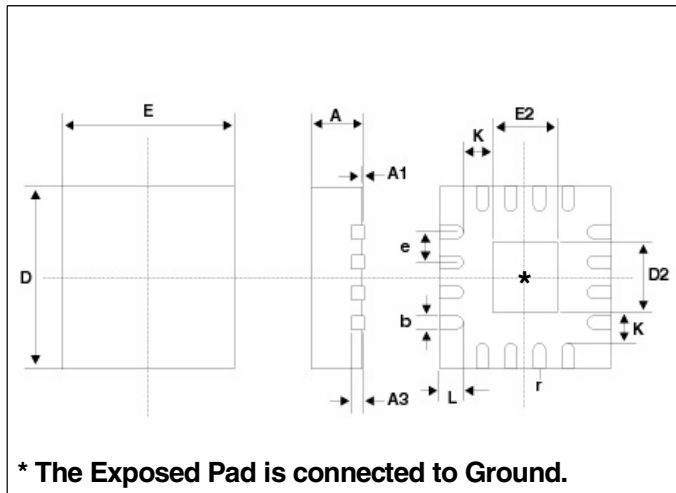 E
A
E2
K
A1
e
D
*
D2
b
K
A3
L
r
* The Exposed Pad is connected to Ground.